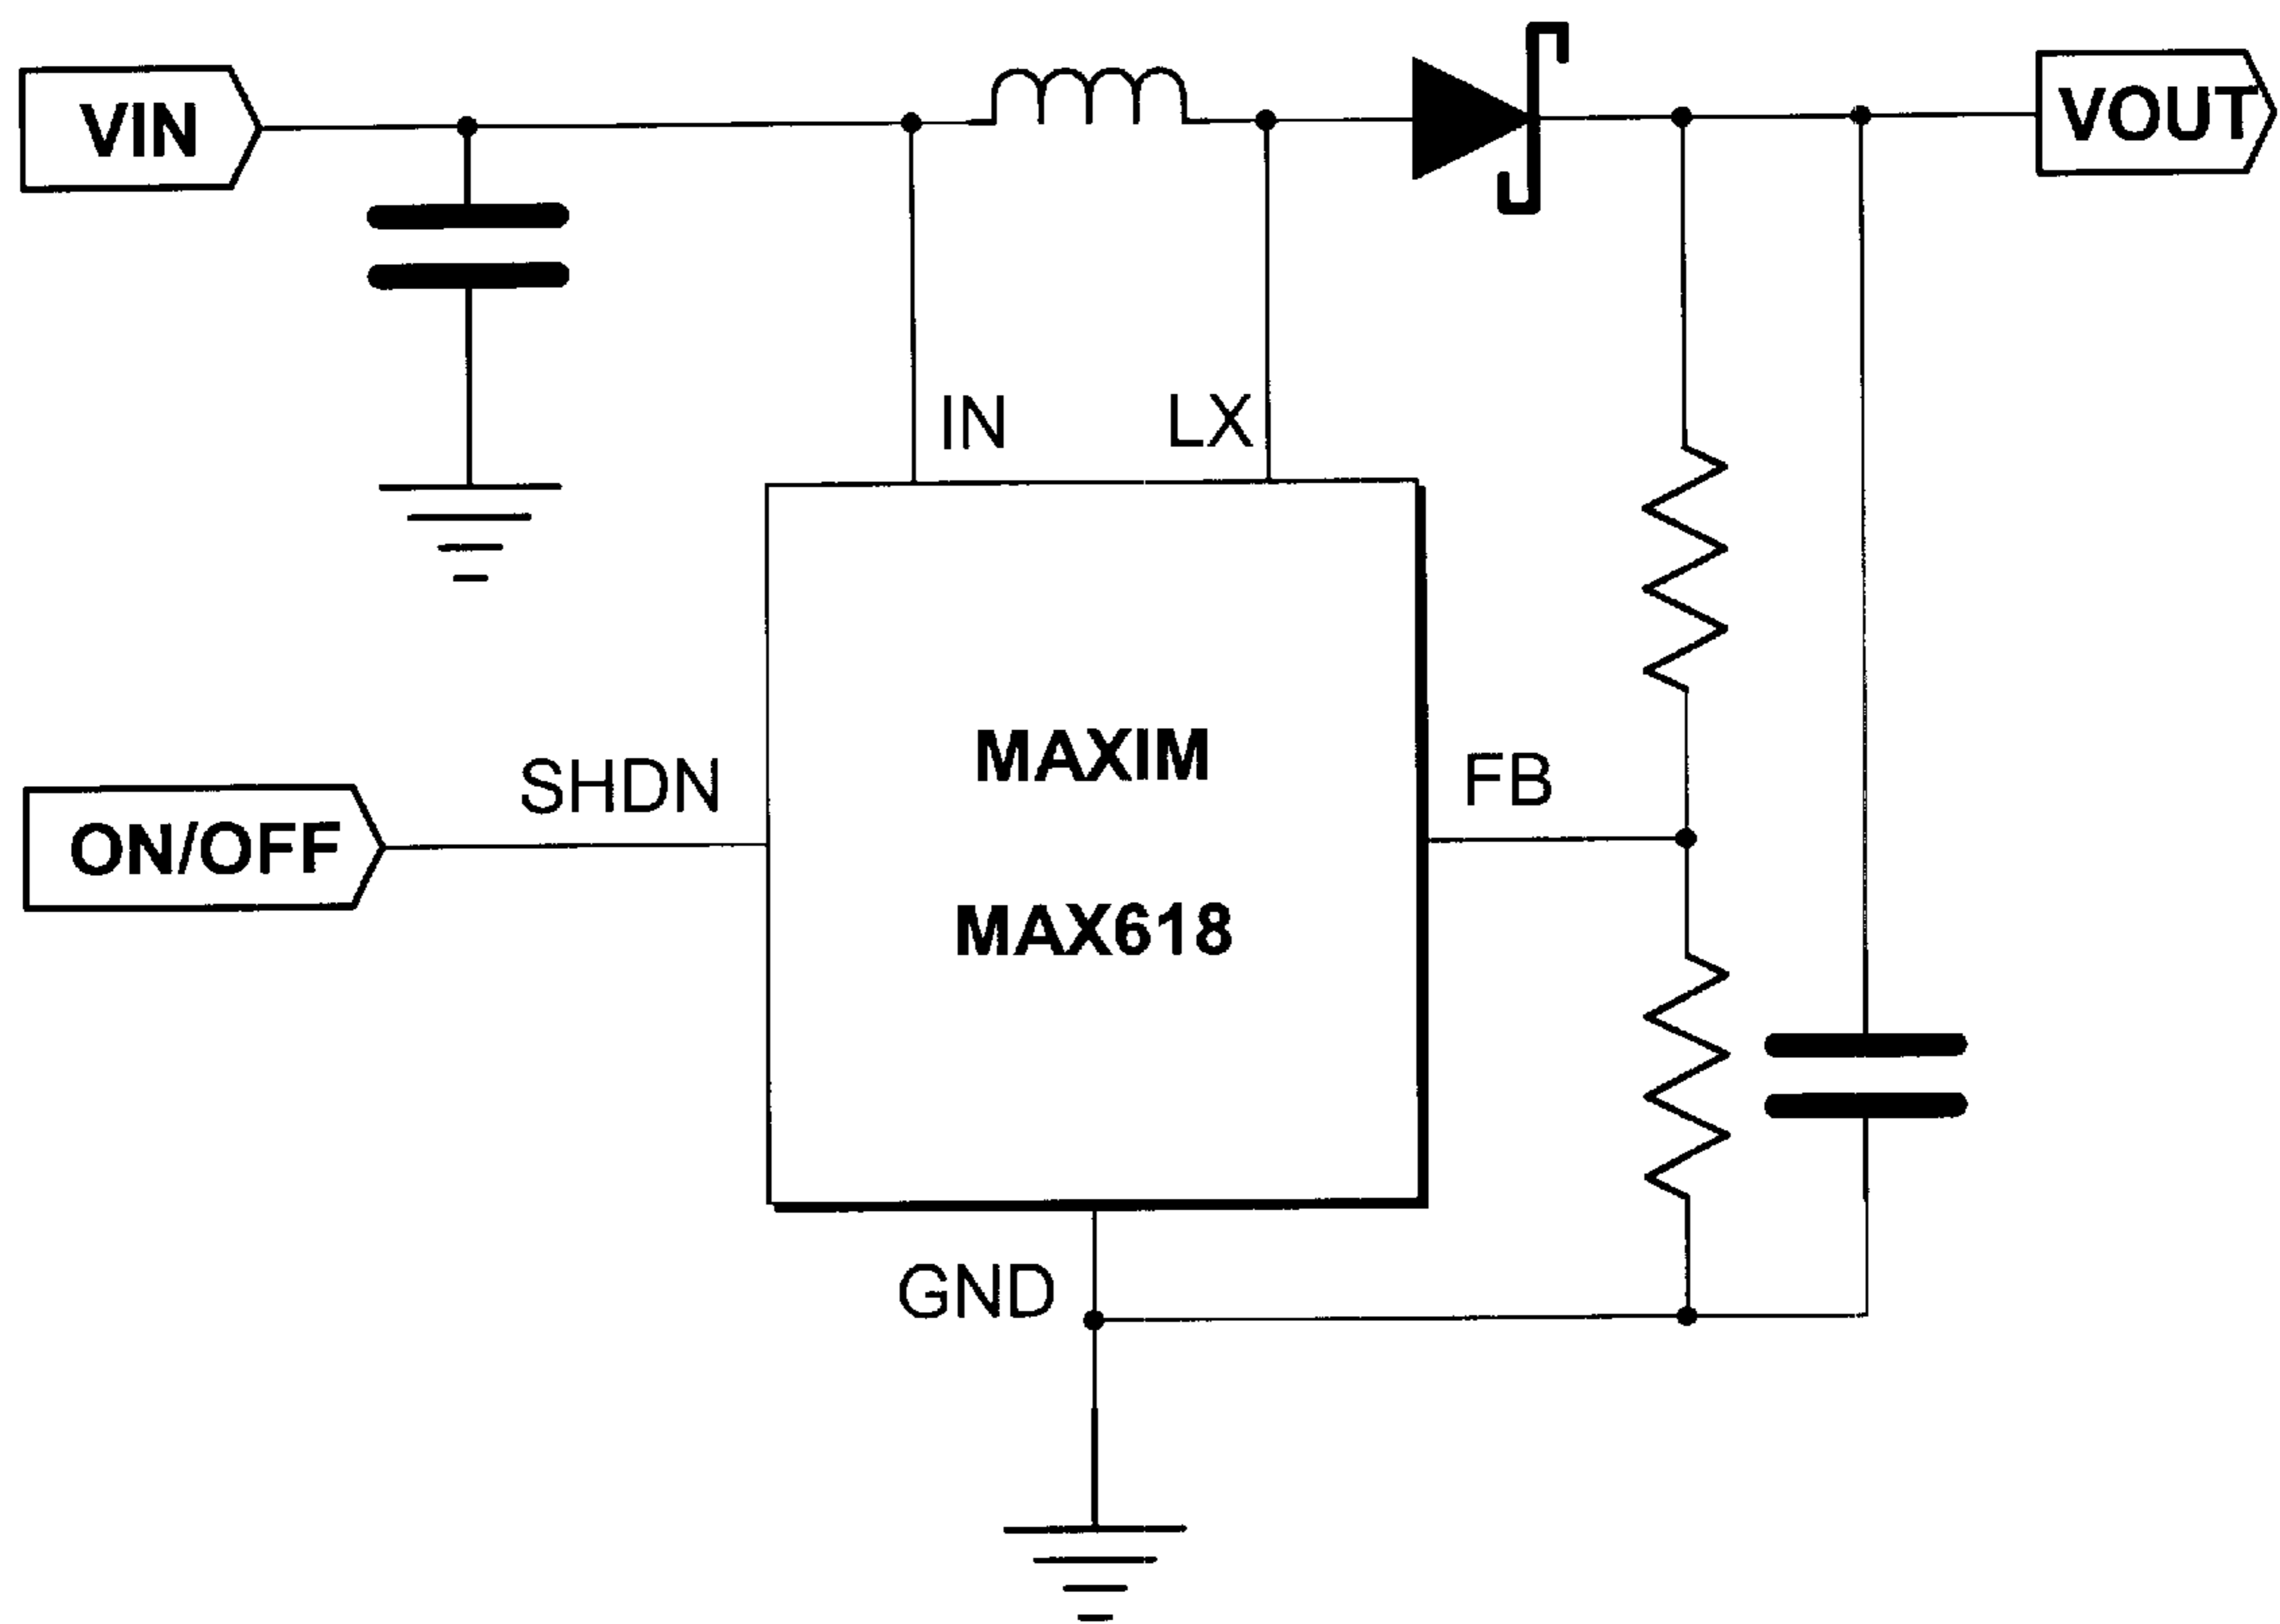 VIN
VOUT
IN
LX
MAXIM
MAX618
SHDN
FB
ON/OFF
GND